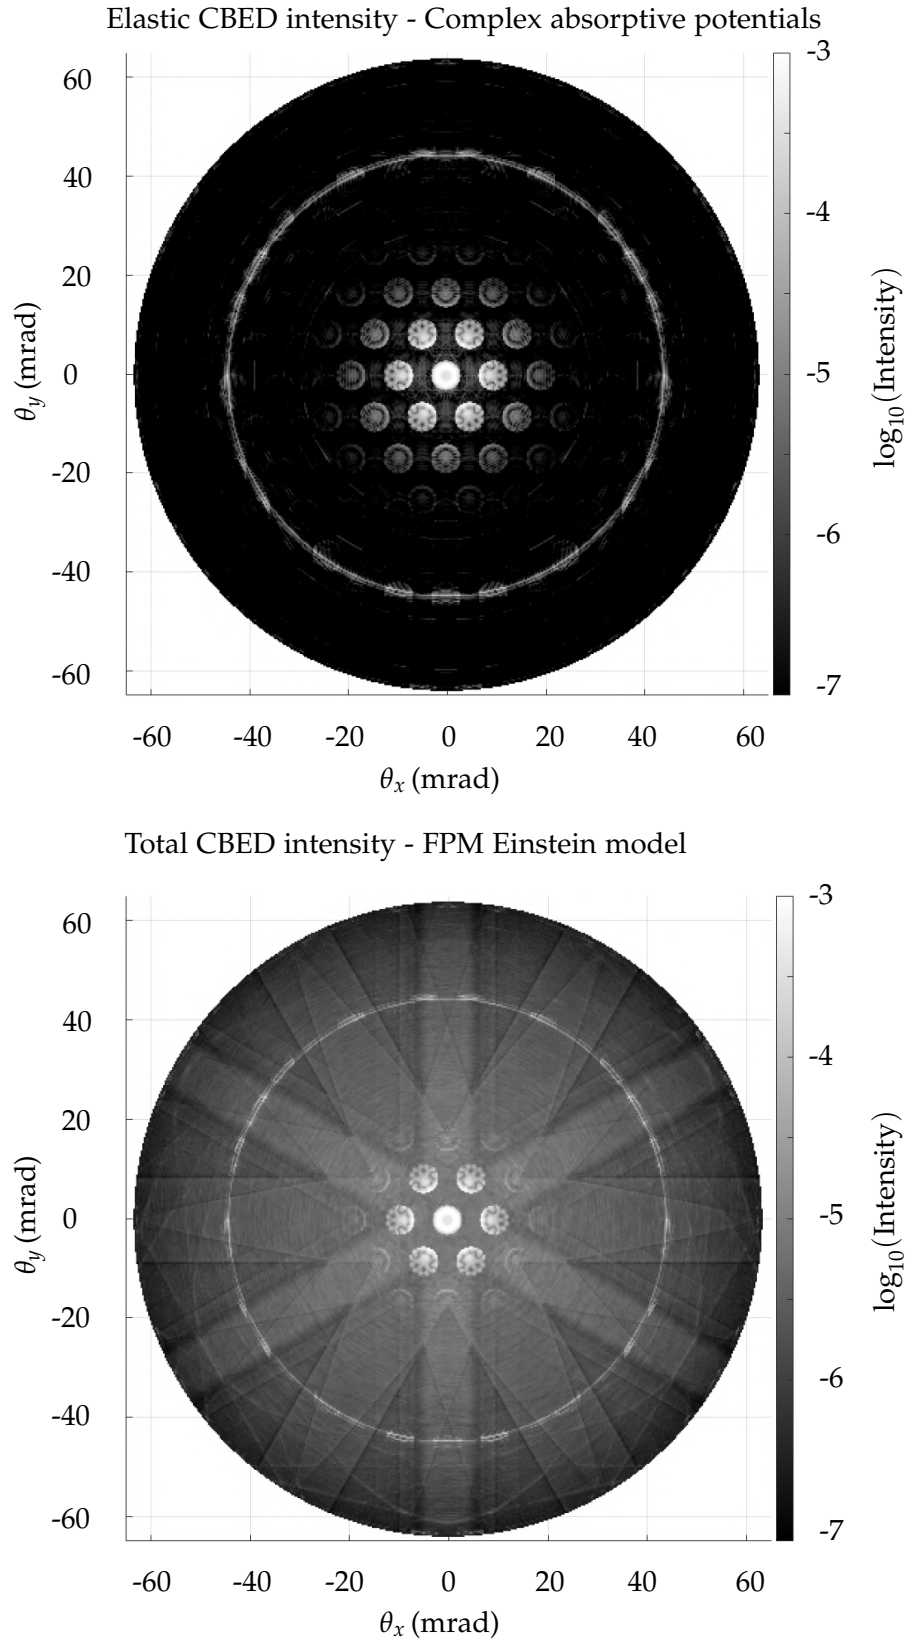 Elastic CBED intensity - Complex absorptive potentials
60
40
20
0
-20
-40
-60
θy (mrad)
-60 -40 -20 0 20 40 60
θx (mrad)
-3
-4
-5
-6
-7
log10(Intensity)
Total CBED intensity - FPM Einstein model
60
40
20
0
-20
-40
-60
θy (mrad)
-60 -40 -20 0 20 40 60
θx (mrad)
-3
-4
-5
-6
-7
log10(Intensity)